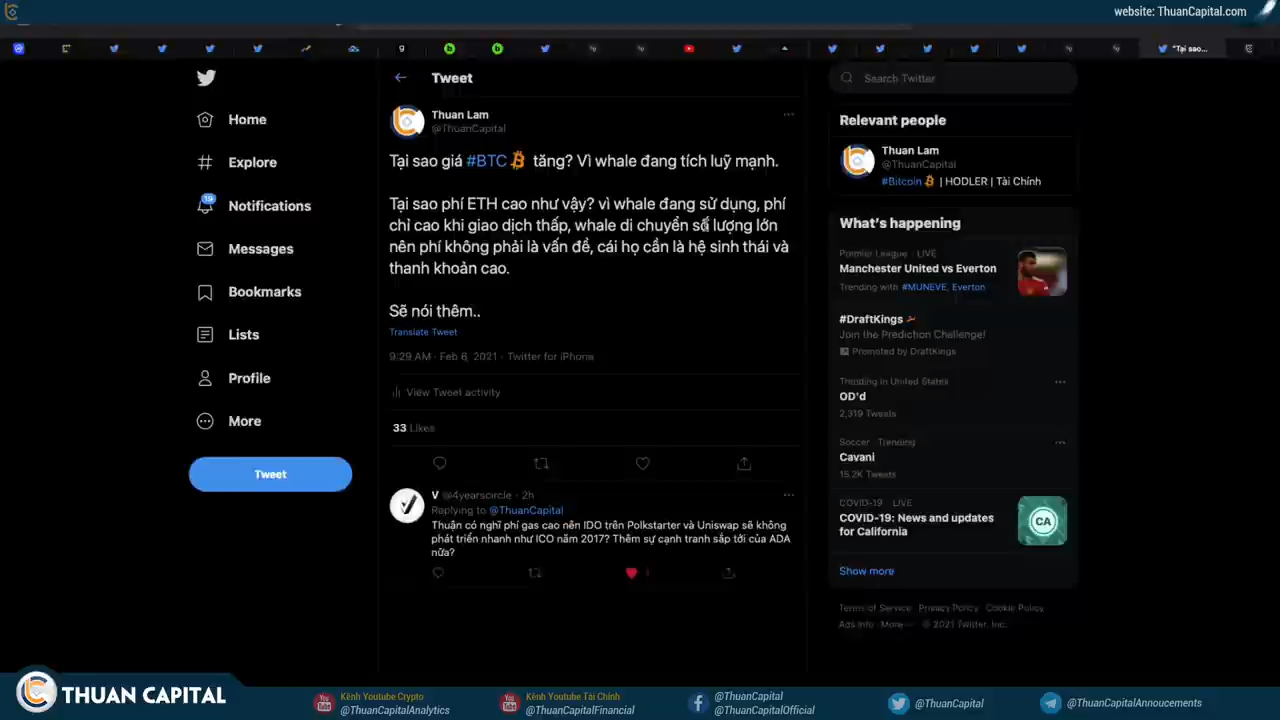 website: ThuanCapital.com
"Tại sao...
Home
Explore
19
Notifications
Messages
Bookmarks
Lists
Profile
More
Tweet
Tweet
Thuan Lam
@ThuanCapital
Tại sao giá #BTC tăng? Vì whale đang tích luỹ mạnh.
Tại sao phí ETH cao như vậy? vì whale đang sử dụng, phí
chỉ cao khi giao dịch thấp, whale di chuyển số lượng lớn
nên phí không phải là vấn đề, cái họ cần là hệ sinh thái và
thanh khoản cao.
Sẽ nói thêm..
Translate Tweet
9:29 AM · Feb 6, 2021 · Twitter for iPhone
View Tweet activity
33 Likes
V @4yearscircle · 2h
Replying to @ThuanCapital
Thuận có nghĩ phí gas cao nên IDO trên Polkstarter và Uniswap sẽ không
phát triển nhanh như ICO năm 2017? Thêm sự cạnh tranh sắp tới của ADA
nữa?
Search Twitter
Relevant people
Thuan Lam
@ThuanCapital
#Bitcoin | HODLER | Tài Chính
What's happening
Premier League · LIVE
Manchester United vs Everton
Trending with #MUNEVE, Everton
#DraftKings
Join the Prediction Challenge!
Promoted by DraftKings
Trending in United States
OD'd
2,319 Tweets
Soccer · Trending
Cavani
15.2K Tweets
COVID-19 · LIVE
COVID-19: News and updates
for California
CA
Show more
Terms of Service Privacy Policy Cookie Policy
Ads info More ··· © 2021 Twitter, Inc.
THUAN CAPITAL
Kênh Youtube Crypto
@ThuanCapitalAnalytics
Kênh Youtube Tài Chính
@ThuanCapitalFinancial
@ThuanCapital
@ThuanCapitalOfficial
@ThuanCapital
@ThuanCapitalAnnoucements